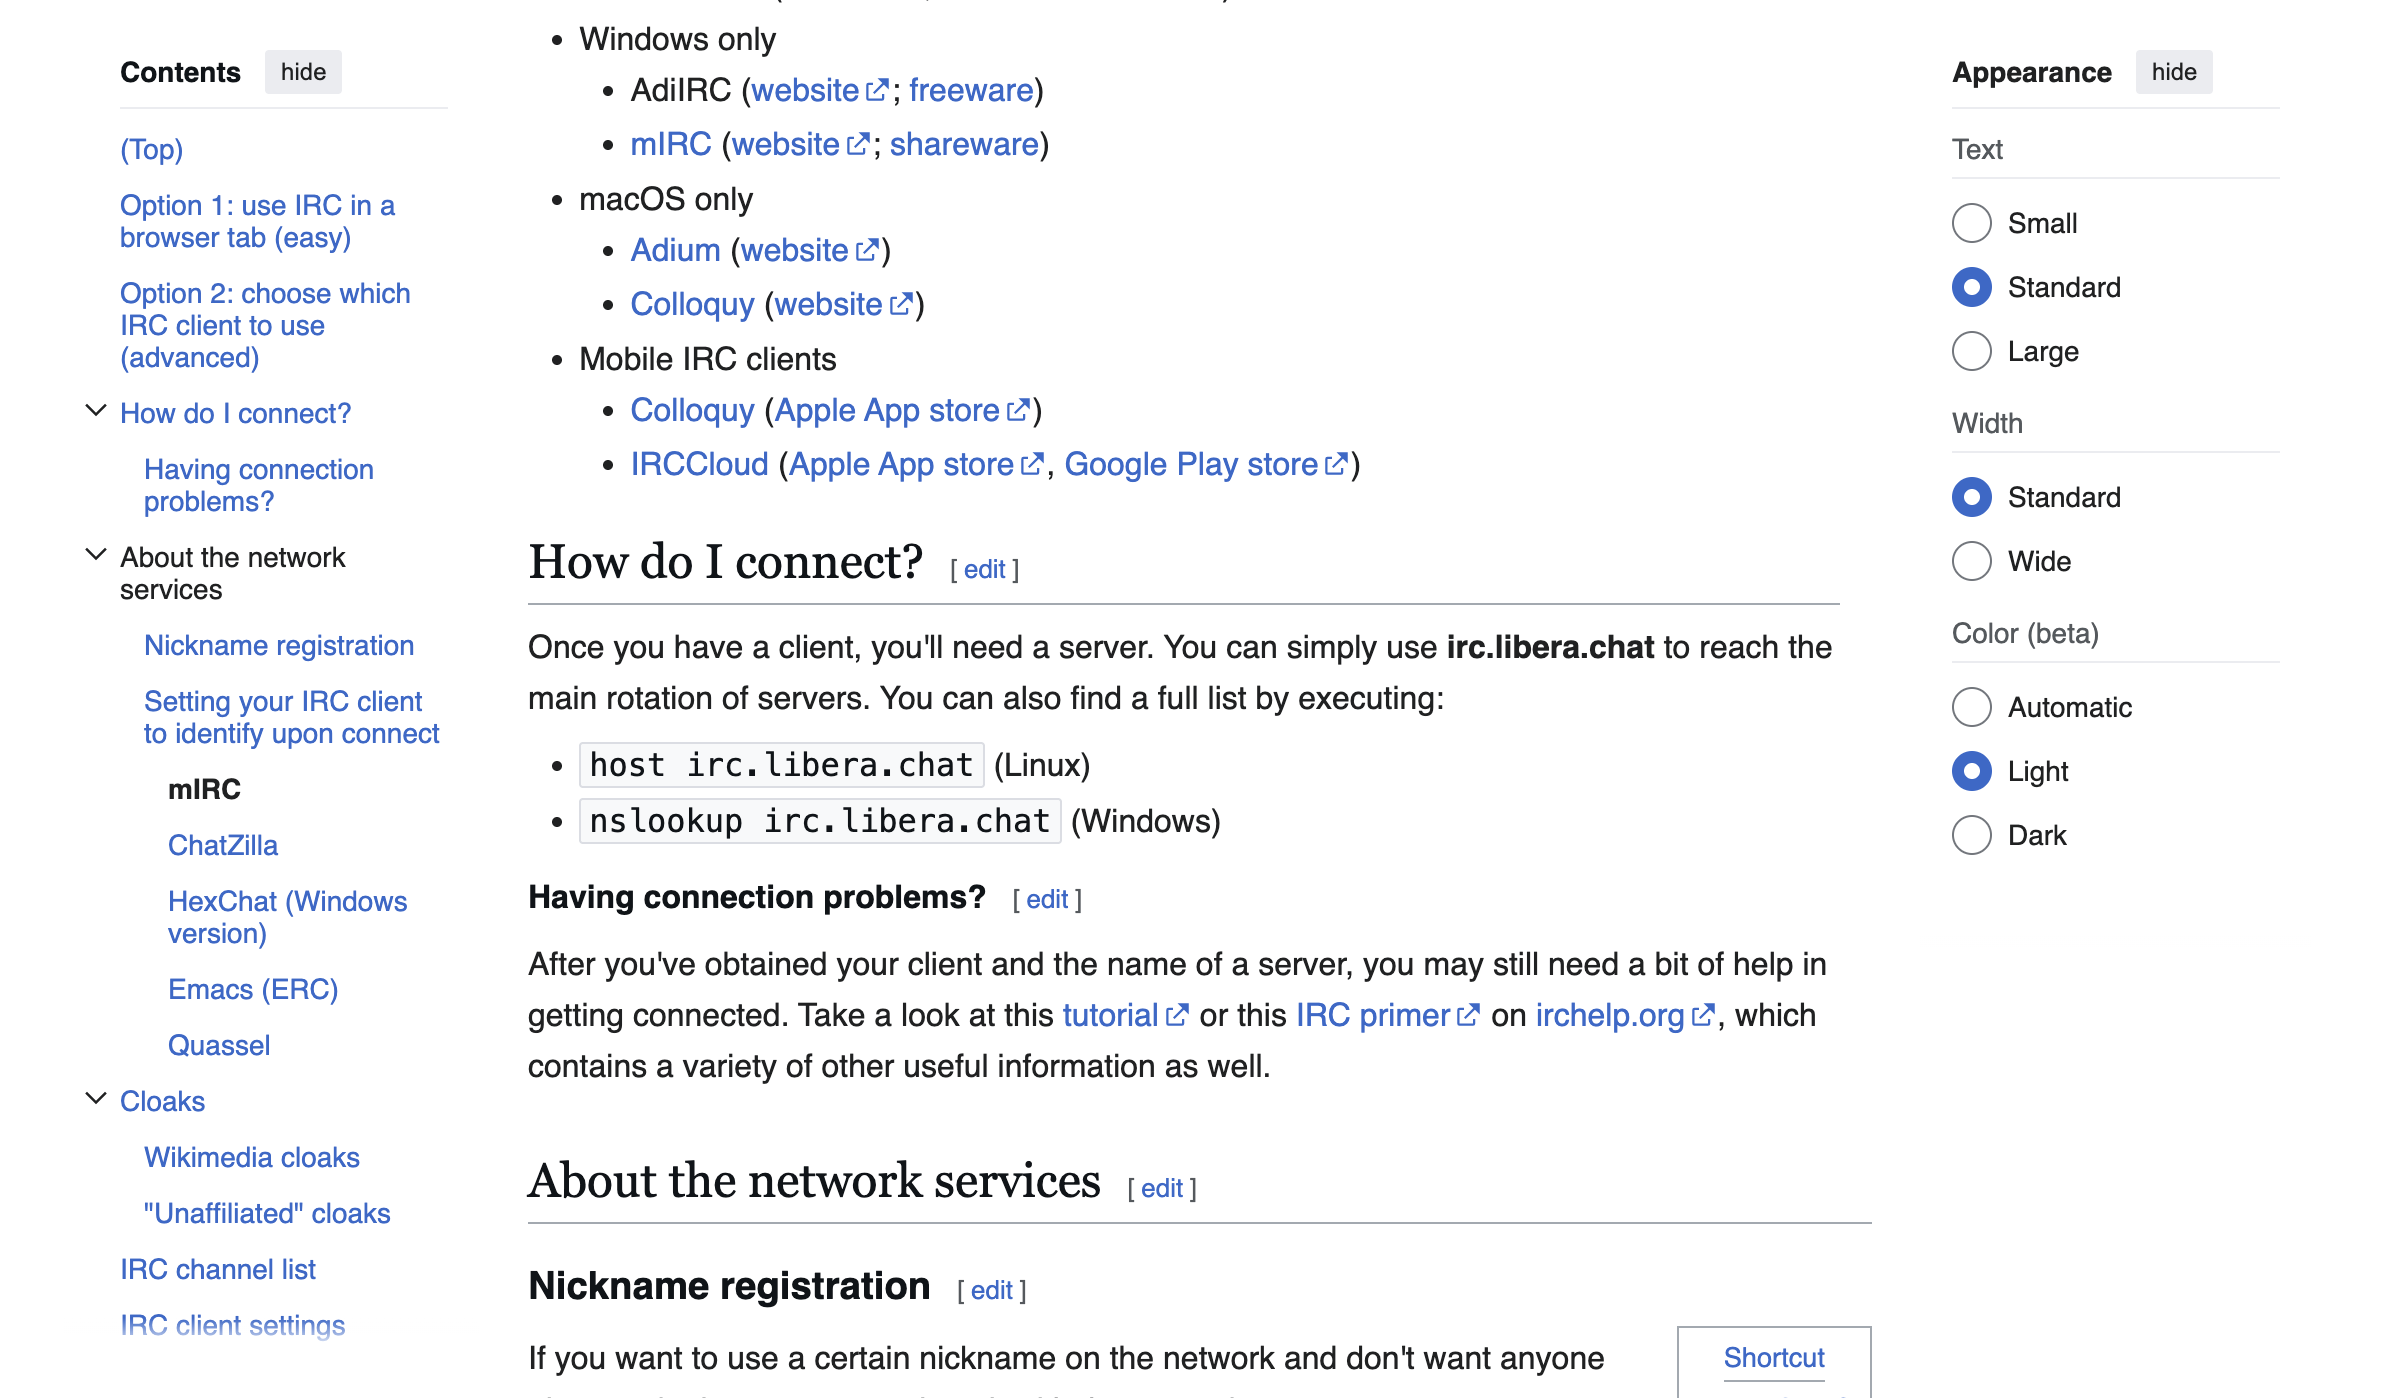 Contents hide
(Top)
Option 1: use IRC in a
browser tab (easy)
Option 2: choose which
IRC client to use
(advanced)
How do I connect?
Having connection
problems?
About the network
services
Nickname registration
Setting your IRC client
to identify upon connect
mIRC
ChatZilla
HexChat (Windows
version)
Emacs (ERC)
Quassel
Cloaks
Wikimedia cloaks
"Unaffiliated" cloaks
IRC channel list
IRC client settings
• Windows only
• AdiIRC (website; freeware)
• mIRC (website; shareware)
• macOS only
• Adium (website)
• Colloquy (website)
• Mobile IRC clients
• Colloquy (Apple App store)
• IRCCloud (Apple App store, Google Play store)
How do I connect? [ edit ]
Once you have a client, you'll need a server. You can simply use irc.libera.chat to reach the
main rotation of servers. You can also find a full list by executing:
• host irc.libera.chat (Linux)
• nslookup irc.libera.chat (Windows)
Having connection problems? [ edit ]
After you've obtained your client and the name of a server, you may still need a bit of help in
getting connected. Take a look at this tutorial or this IRC primer on irchelp.org, which
contains a variety of other useful information as well.
About the network services [ edit ]
Nickname registration [ edit ]
If you want to use a certain nickname on the network and don't want anyone
Shortcut
Appearance hide
Text
Small
Standard
Large
Width
Standard
Wide
Color (beta)
Automatic
Light
Dark